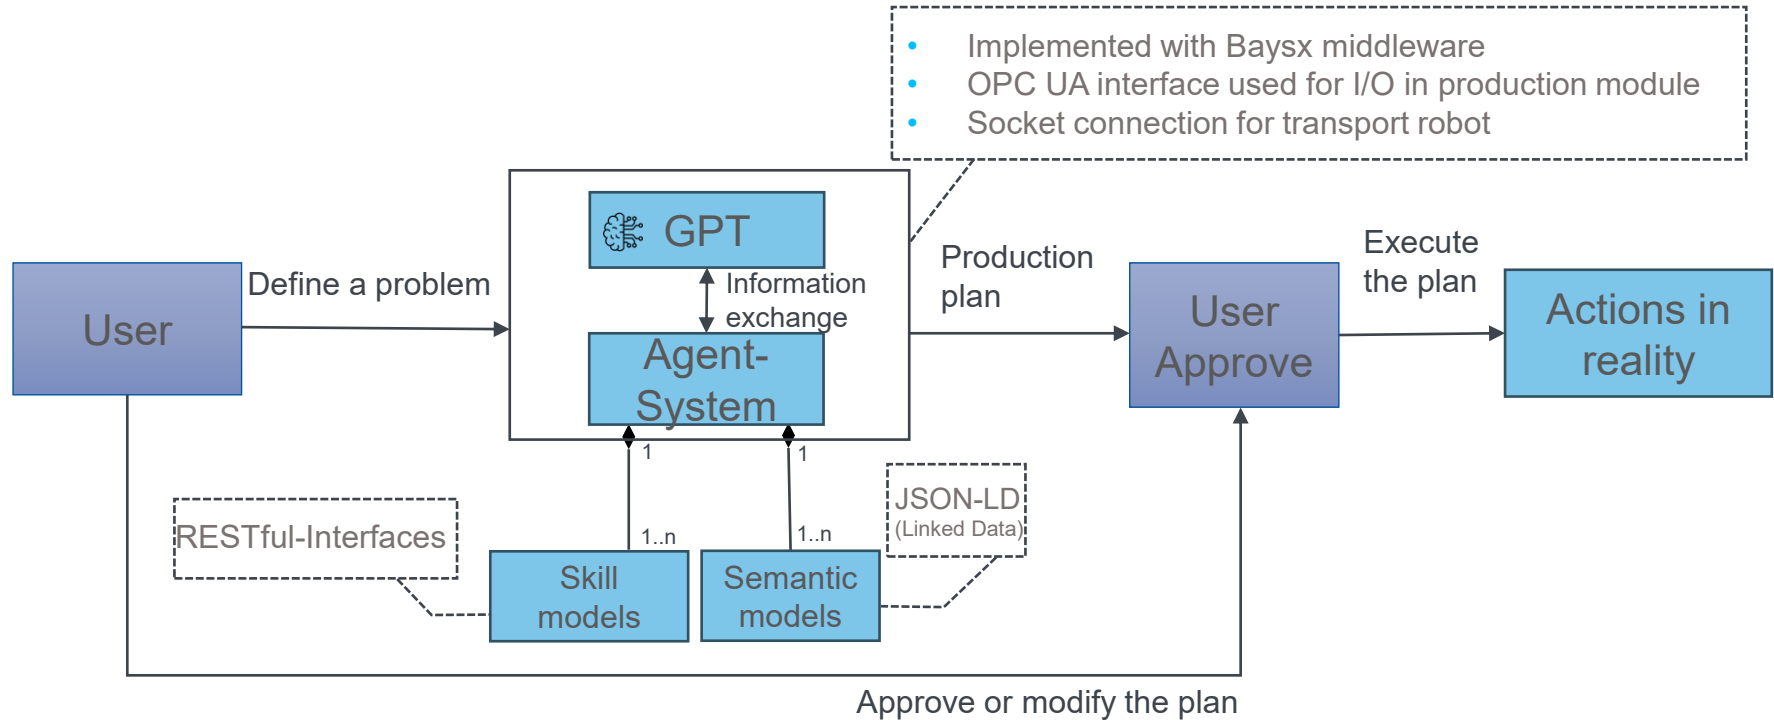 • Implemented with Baysx middleware
• OPC UA interface used for I/O in production module
• Socket connection for transport robot
GPT
Information
exchange
Agent-
System
User
Define a problem
Production
plan
User
Approve
Execute
the plan
Actions in
reality
1
1
1..n
1..n
RESTful-Interfaces
JSON-LD
(Linked Data)
Skill
models
Semantic
models
Approve or modify the plan